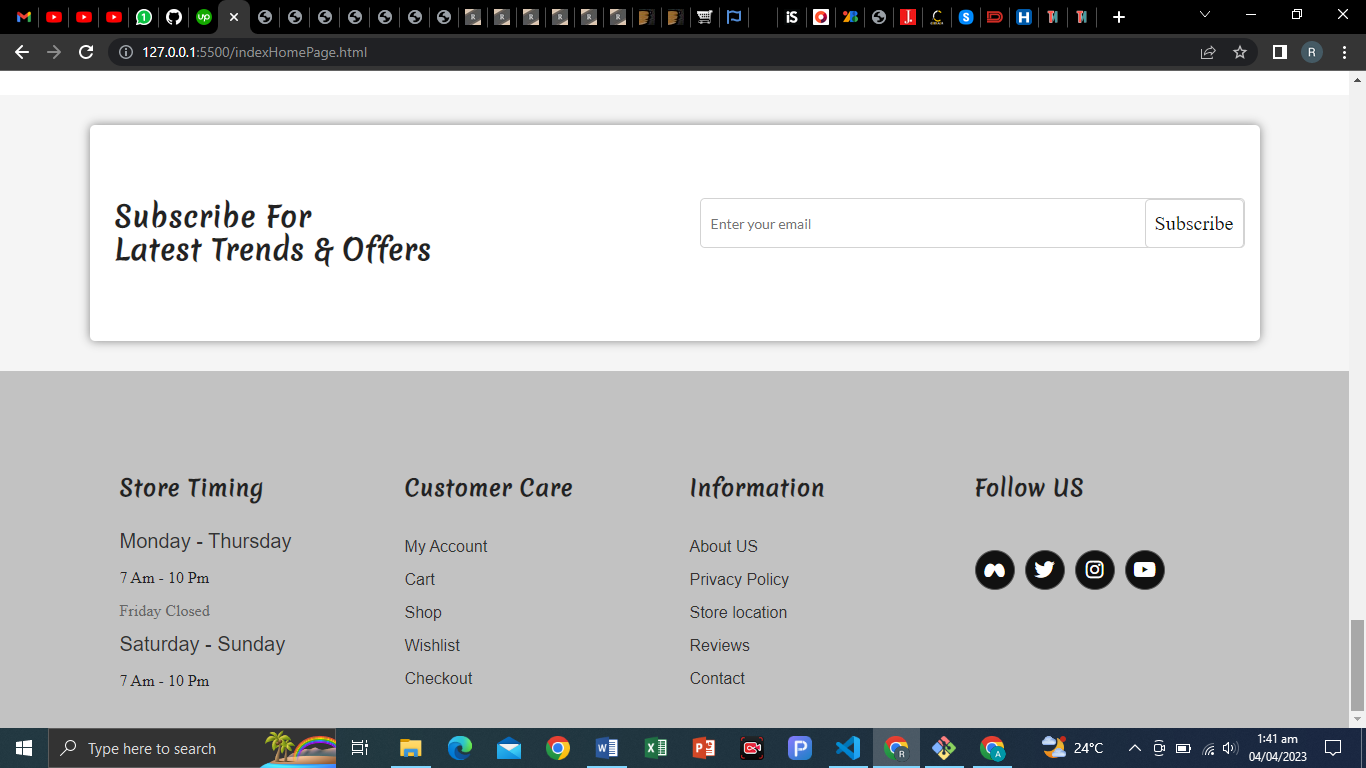 127.0.0.1:5500/indexHomePage.html
R
Subscribe For
Latest Trends & Offers
Enter your email
Subscribe
Store Timing
Monday - Thursday
7 Am - 10 Pm
Friday Closed
Saturday - Sunday
7 Am - 10 Pm
Customer Care
My Account
Cart
Shop
Wishlist
Checkout
Information
About US
Privacy Policy
Store location
Reviews
Contact
Follow US
Type here to search
24°C
1:41 am
04/04/2023